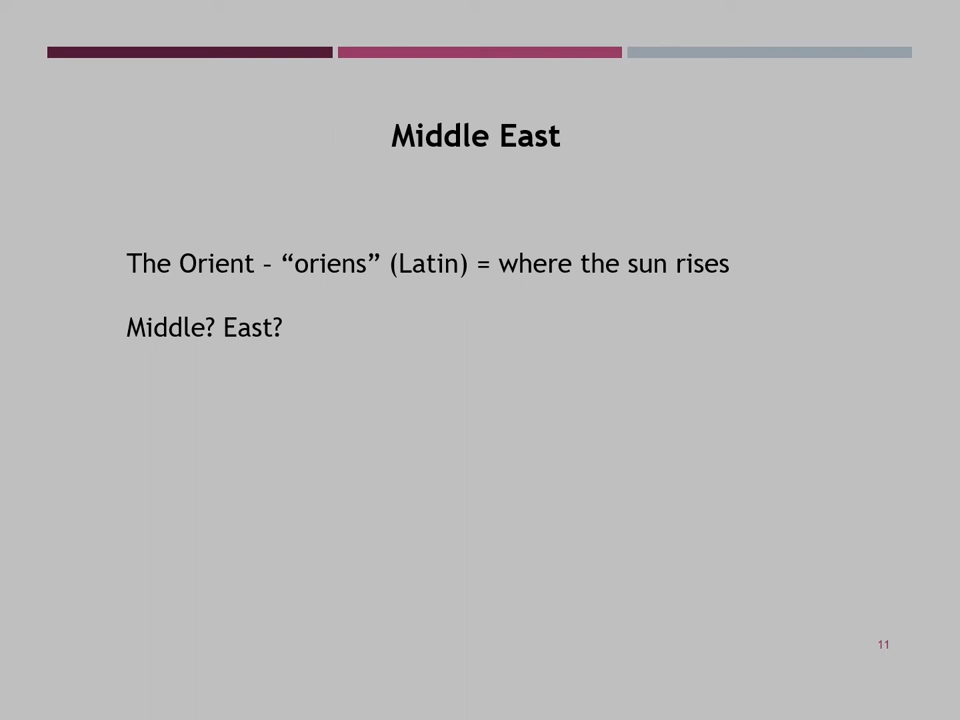 Middle East
The Orient – “oriens” (Latin) = where the sun rises
Middle? East?
11